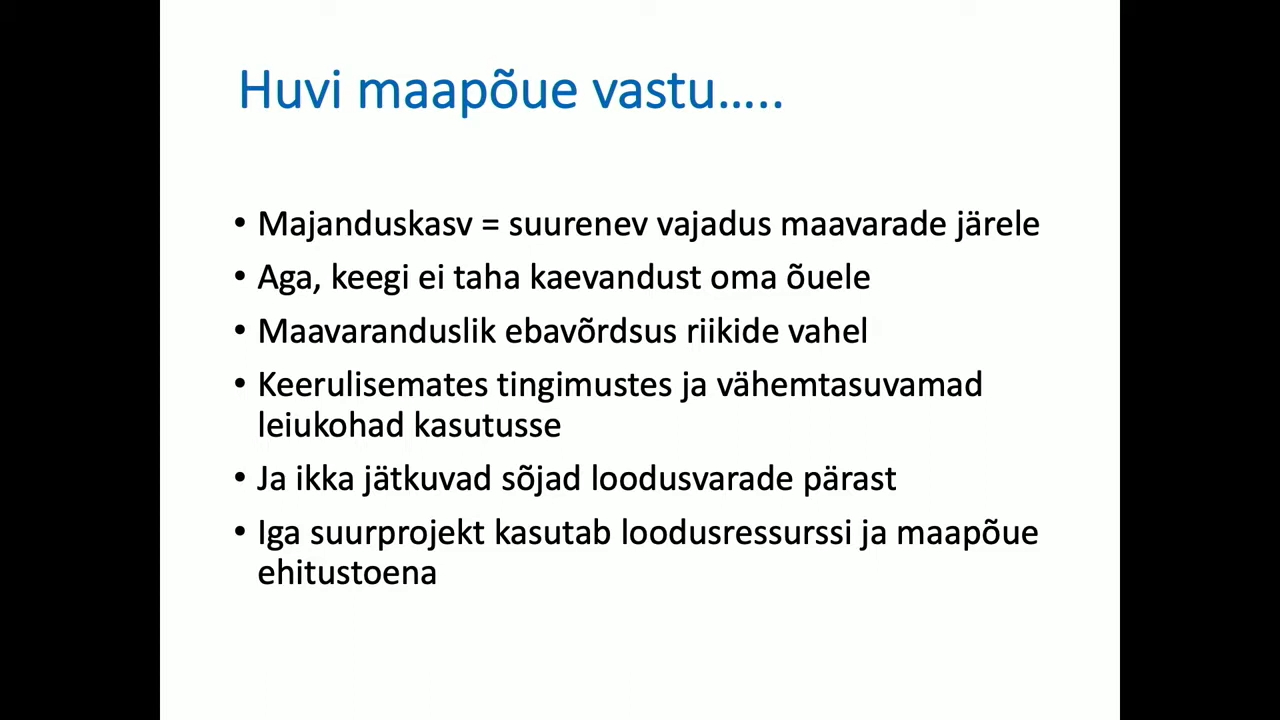 Huvi maapõue vastu.....
• Majanduskasv = suurenev vajadus maavarade järele
• Aga, keegi ei taha kaevandust oma õuele
• Maavaranduslik ebavõrdsus riikide vahel
• Keerulisemates tingimustes ja vähemtasuvamad
leiukohad kasutusse
• Ja ikka jätkuvad sõjad loodusvarade pärast
• Iga suurprojekt kasutab loodusressurssi ja maapõue
ehitustoena